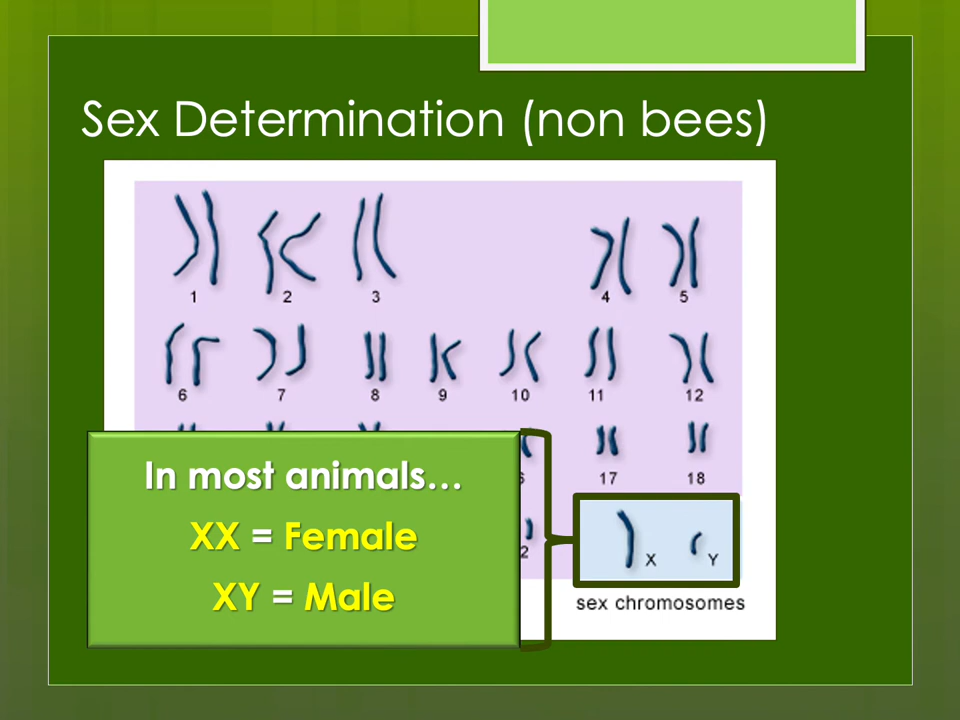 Sex Determination (non bees)
1 2 3 4 5
6 7 8 9 10 11 12
17 18
In most animals…
XX = Female
XY = Male
X Y
sex chromosomes